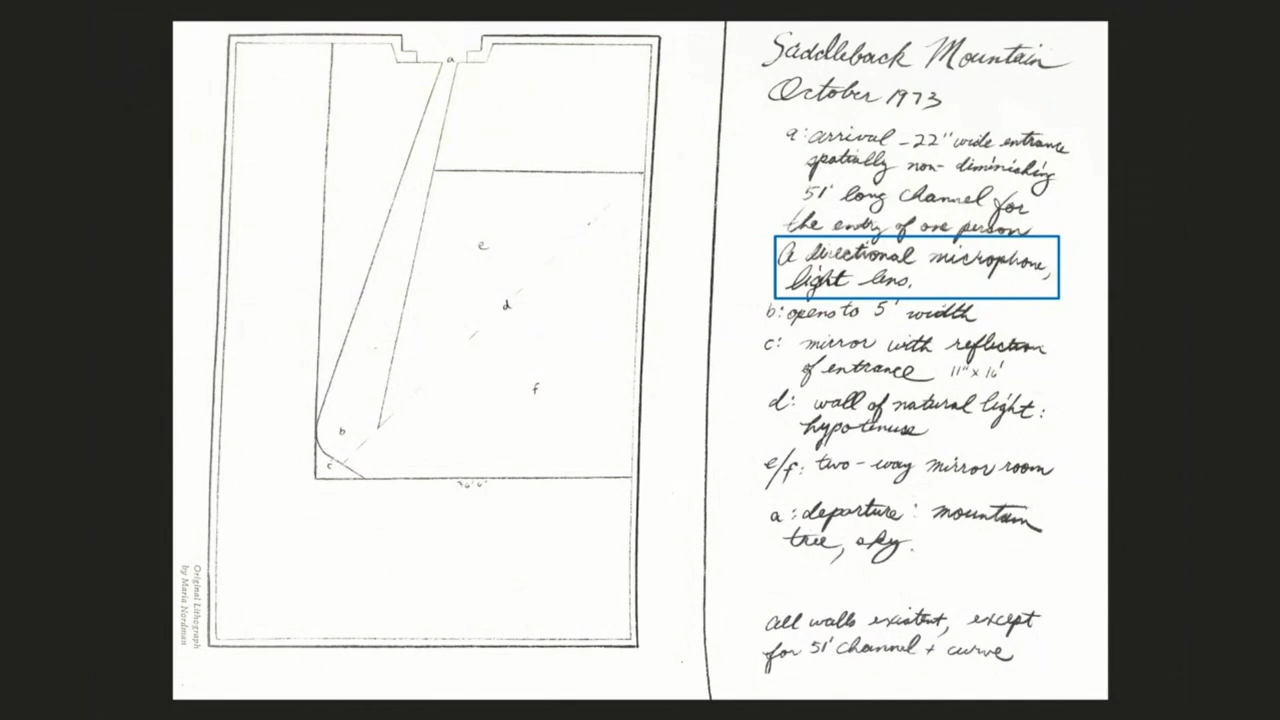 a
e
d
f
b
c
Original Lithograph
by Maria Nordman
Saddleback Mountain
October 1973
a: arrival - 22" wide entrance
spatially non-diminishing
51' long channel for
the entry of one person
A directional microphone,
light lens.
b: opens to 5' width
c: mirror with reflection
of entrance
d: wall of natural light:
hypotenuse
e/f: two-way mirror room
a: departure: mountain
tree, sky.
all walls existent, except
for 51' channel + curve